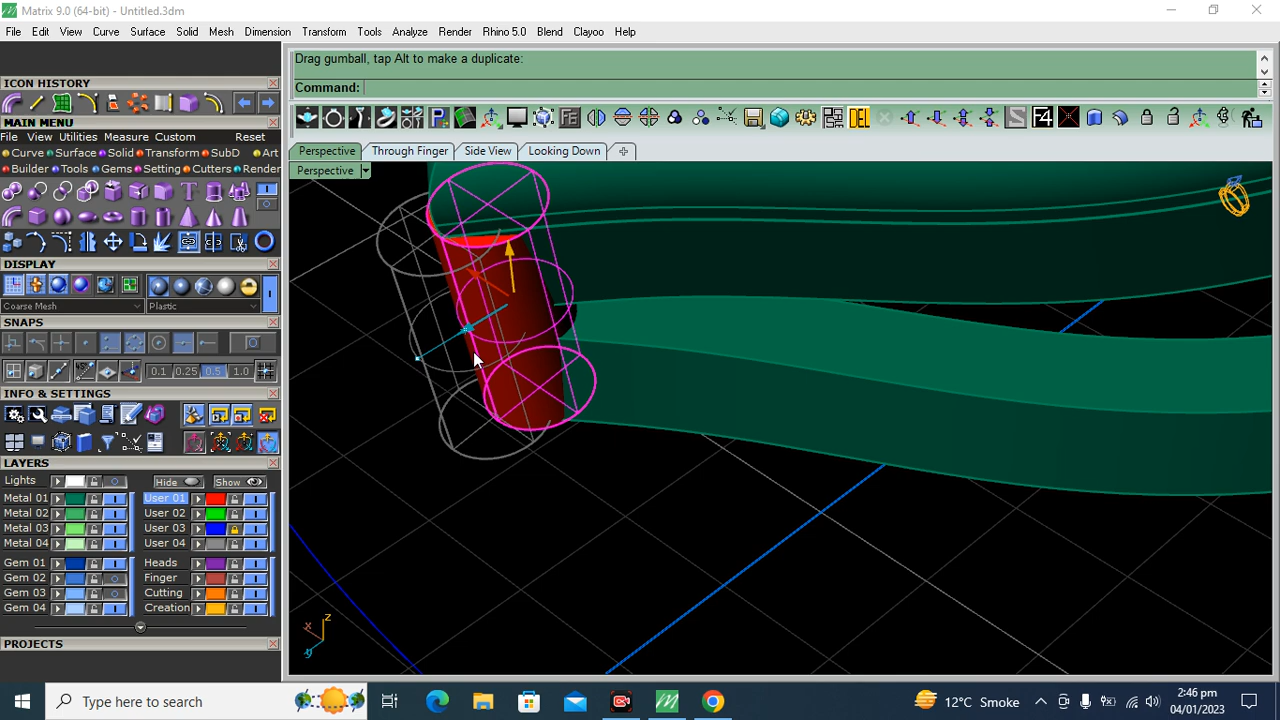 Matrix 9.0 (64-bit) - Untitled.3dm
File Edit View Curve Surface Solid Mesh Dimension Transform Tools Analyze Render Rhino 5.0 Blend Clayoo Help
Drag gumball, tap Alt to make a duplicate:
Command:
ICON HISTORY
MAIN MENU
File View Utilities Measure Custom Reset
Curve Surface Solid Transform SubD Art
Builder Tools Gems Setting Cutters Render
DISPLAY
Coarse Mesh Plastic
SNAPS
0.1 0.25 0.5 1.0
INFO & SETTINGS
LAYERS
Lights Hide Show
Metal 01 User 01
Metal 02 User 02
Metal 03 User 03
Metal 04 User 04
Gem 01 Heads
Gem 02 Finger
Gem 03 Cutting
Gem 04 Creation
PROJECTS
F4 DEL
Perspective Through Finger Side View Looking Down
Perspective
x z y
Type here to search
12°C Smoke
2:46 pm
04/01/2023